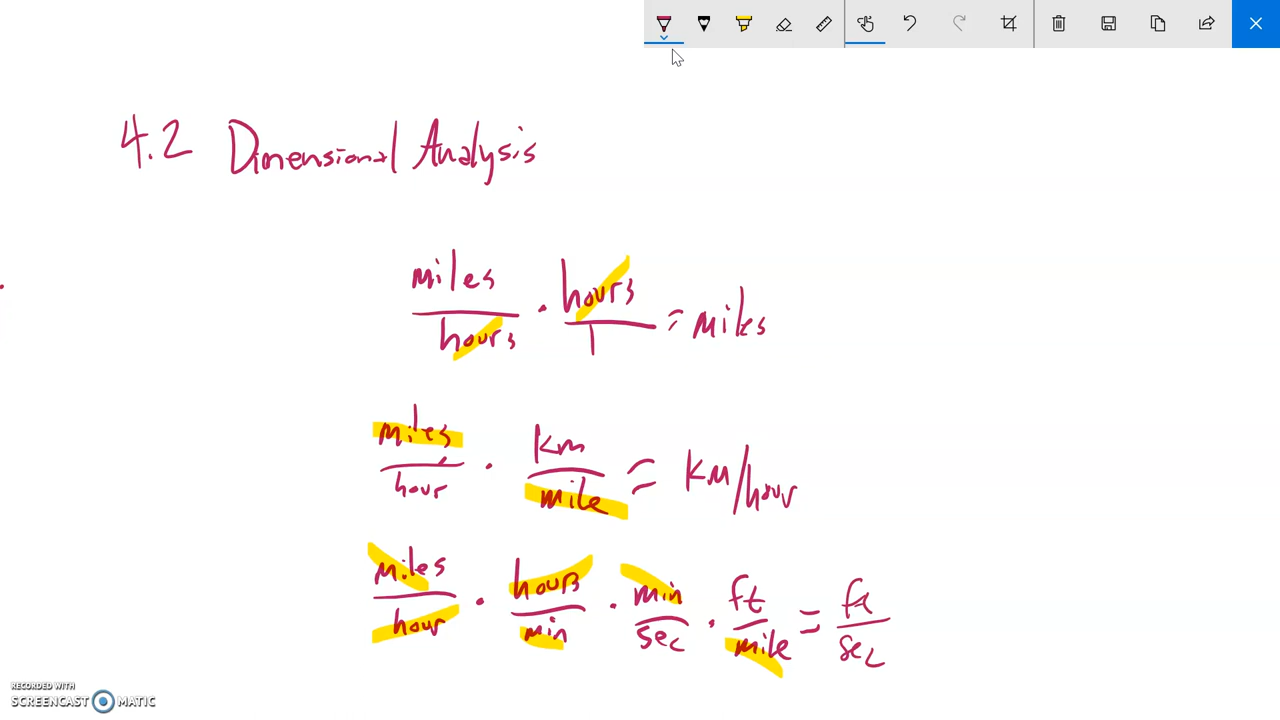 4.2 Dimensional Analysis
miles/hours · hours/1 = miles
miles/hour · km/mile = km/hour
miles/hour · hours/min · min/sec · ft/mile = ft/sec
RECORDED WITH
SCREENCAST MATIC